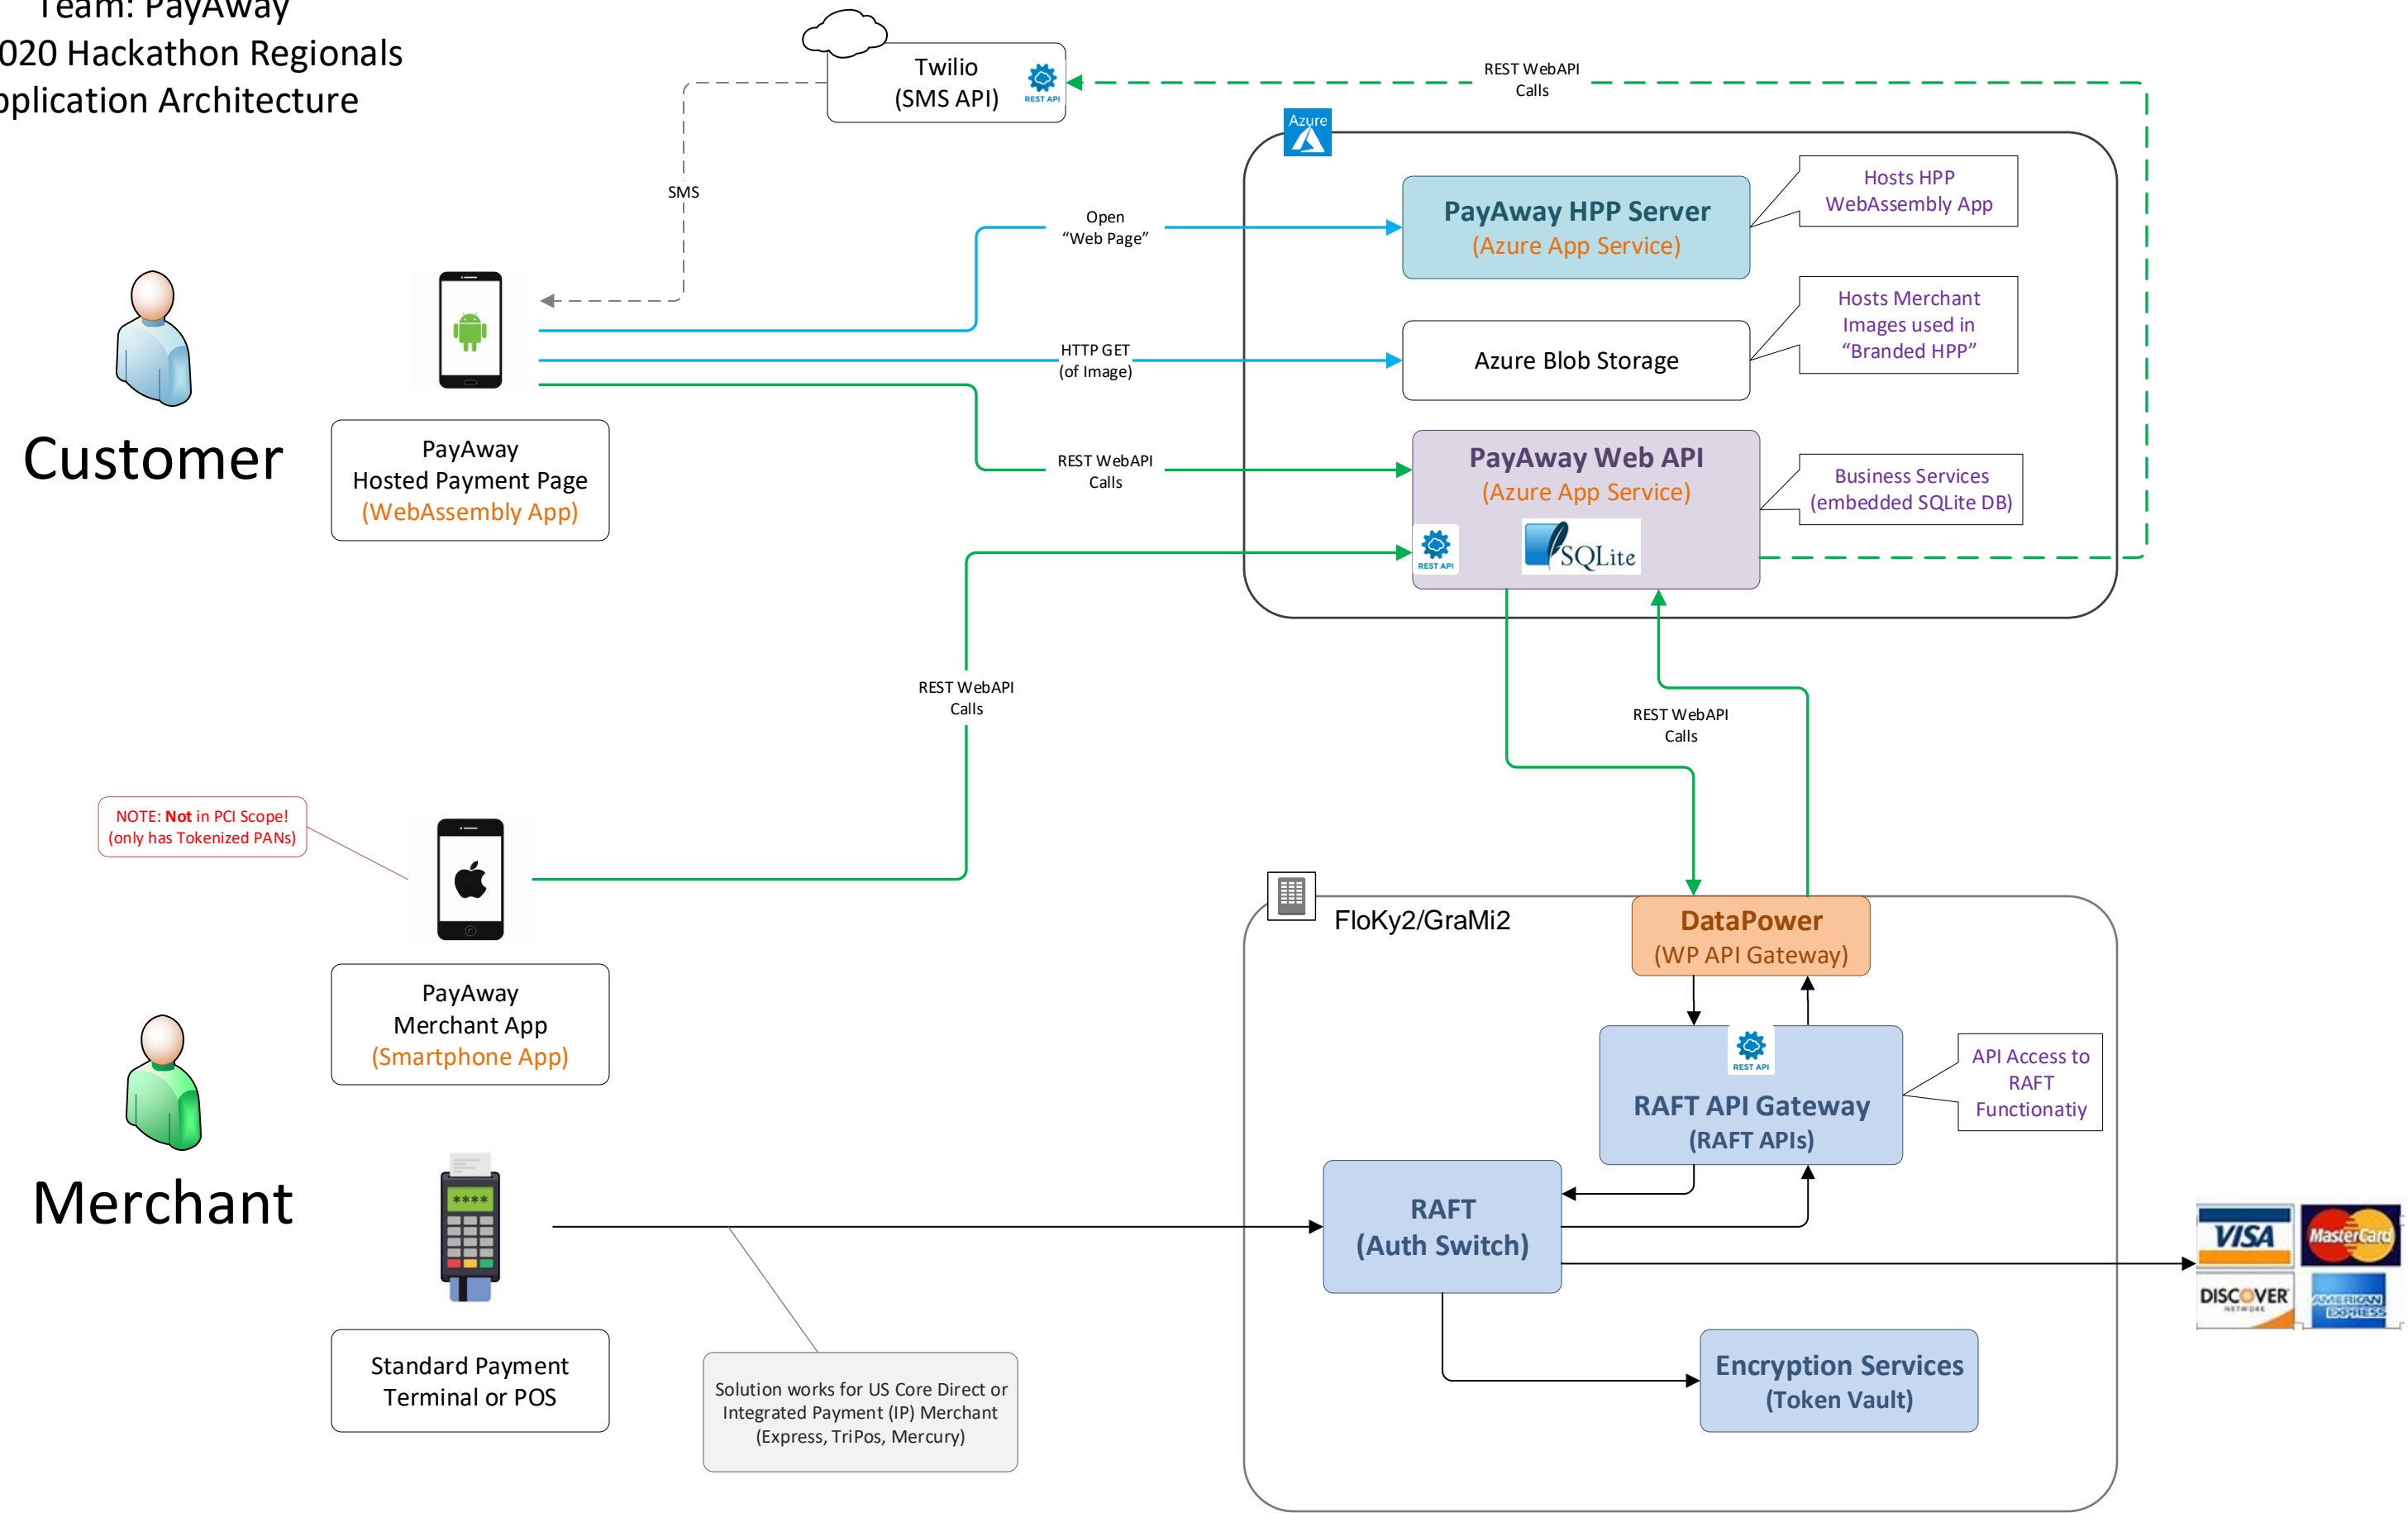 Team: PayAway
020 Hackathon Regionals
pplication Architecture
Twilio
(SMS API)
REST API
REST WebAPI
Calls
Azure
SMS
Open
“Web Page”
PayAway HPP Server
(Azure App Service)
Hosts HPP
WebAssembly App
HTTP GET
(of Image)
Azure Blob Storage
Hosts Merchant
Images used in
“Branded HPP”
Customer
PayAway
Hosted Payment Page
(WebAssembly App)
REST WebAPI
Calls
PayAway Web API
(Azure App Service)
REST API
SQLite
Business Services
(embedded SQLite DB)
REST WebAPI
Calls
REST WebAPI
Calls
NOTE: Not in PCI Scope!
(only has Tokenized PANs)
PayAway
Merchant App
(Smartphone App)
Merchant
FloKy2/GraMi2
DataPower
(WP API Gateway)
REST API
RAFT API Gateway
(RAFT APIs)
API Access to
RAFT
Functionatiy
****
RAFT
(Auth Switch)
VISA
MasterCard
DISCOVER
NETWORK
AMERICAN
EXPRESS
Standard Payment
Terminal or POS
Solution works for US Core Direct or
Integrated Payment (IP) Merchant
(Express, TriPos, Mercury)
Encryption Services
(Token Vault)